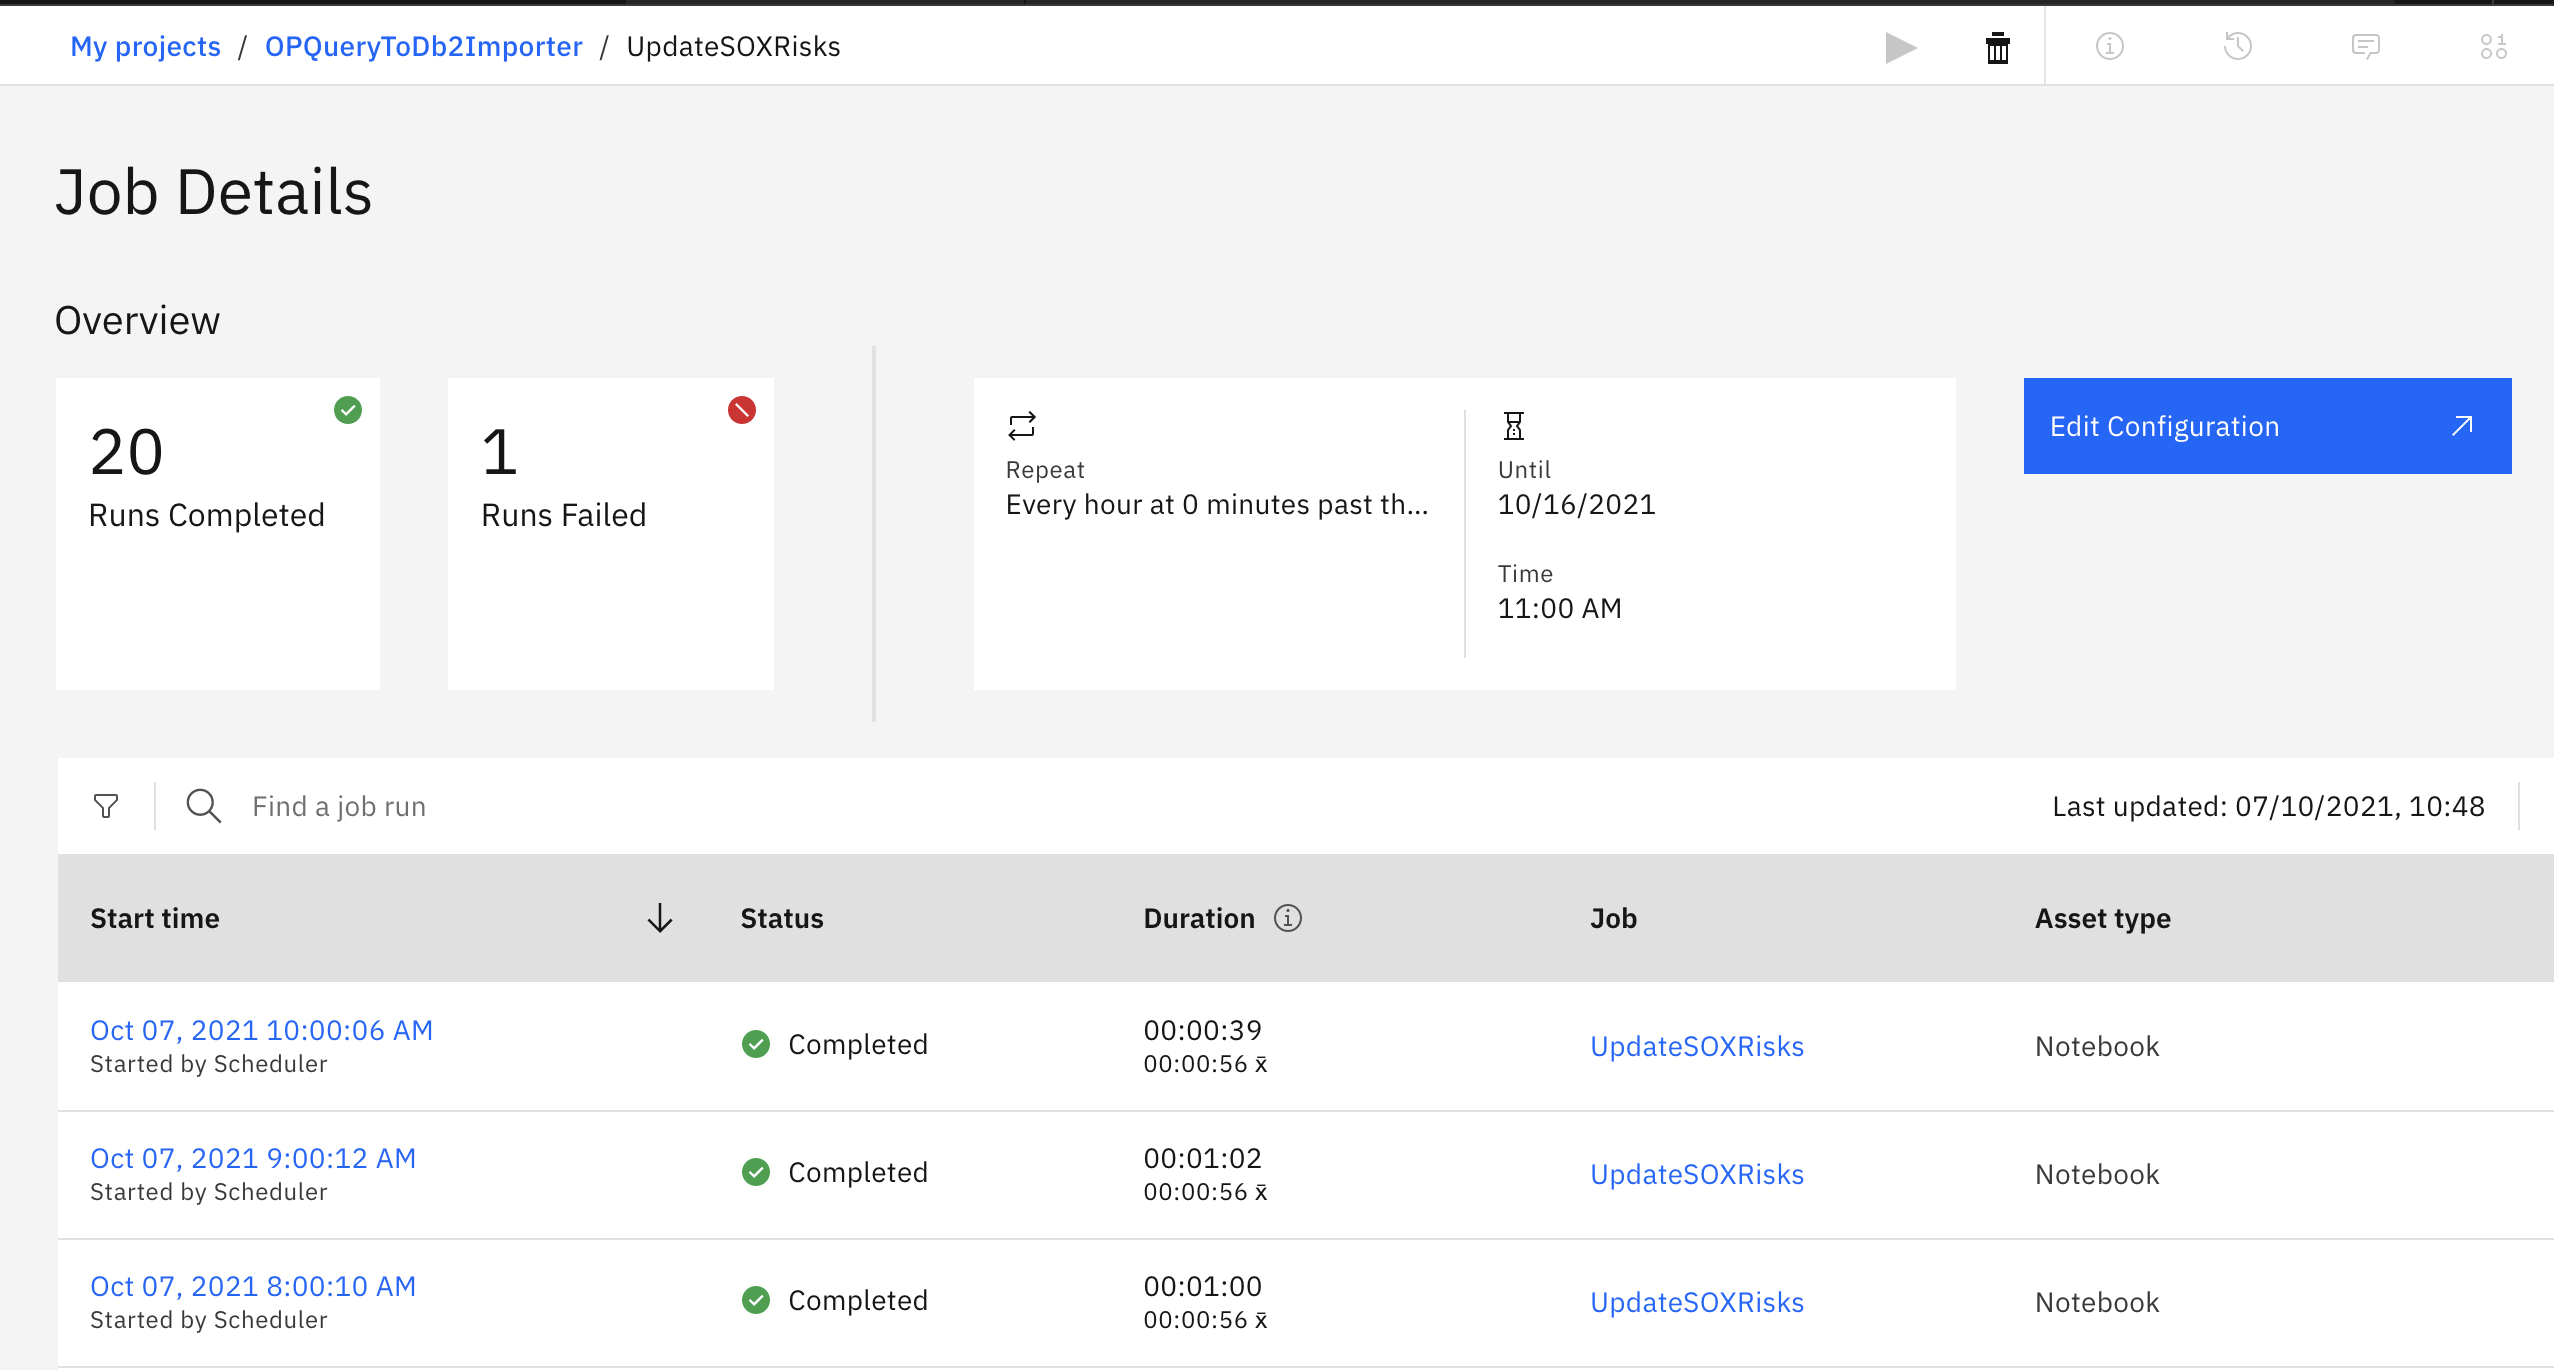 My projects / OPQueryToDb2Importer / UpdateSOXRisks
Job Details
Overview
20
Runs Completed
1
Runs Failed
Repeat
Every hour at 0 minutes past th...
Until
10/16/2021
Time
11:00 AM
Edit Configuration
Find a job run
Last updated: 07/10/2021, 10:48
Start time Status Duration Job Asset type
Oct 07, 2021 10:00:06 AM Completed 00:00:39 UpdateSOXRisks Notebook
Started by Scheduler 00:00:56 x̄
Oct 07, 2021 9:00:12 AM Completed 00:01:02 UpdateSOXRisks Notebook
Started by Scheduler 00:00:56 x̄
Oct 07, 2021 8:00:10 AM Completed 00:01:00 UpdateSOXRisks Notebook
Started by Scheduler 00:00:56 x̄